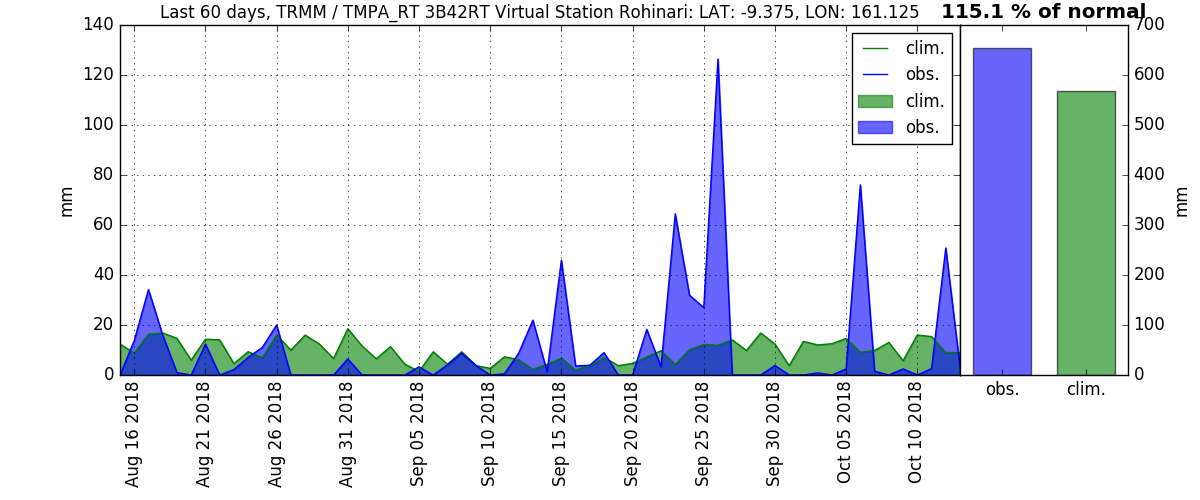 Last 60 days, TRMM / TMPA_RT 3B42RT Virtual Station Rohinari: LAT: -9.375, LON: 161.125 115.1 % of normal
140
120
100
80
60
40
20
0
mm
clim.
obs.
clim.
obs.
700
600
500
400
300
200
100
0
mm
Aug 16 2018
Aug 21 2018
Aug 26 2018
Aug 31 2018
Sep 05 2018
Sep 10 2018
Sep 15 2018
Sep 20 2018
Sep 25 2018
Sep 30 2018
Oct 05 2018
Oct 10 2018
obs.
clim.